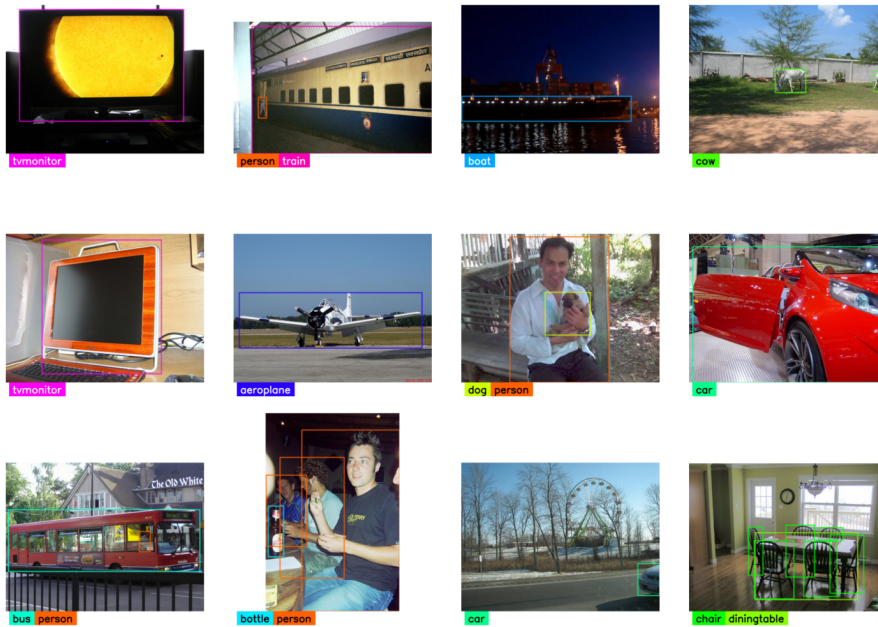 tvmonitor
person train
boat
cow
tvmonitor
aeroplane
dog person
car
The Old White
bus person
bottle person
car
chair diningtable